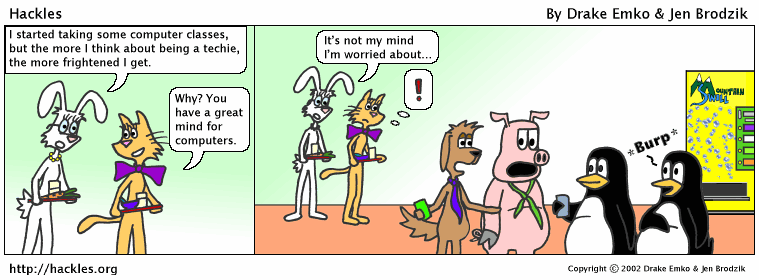 Hackles
By Drake Emko & Jen Brodzik
I started taking some computer classes,
but the more I think about being a techie,
the more frightened I get.
Why? You
have a great
mind for
computers.
It's not my mind
I'm worried about...
!
Mountain
*Burp*
http://hackles.org
Copyright © 2002 Drake Emko & Jen Brodzik